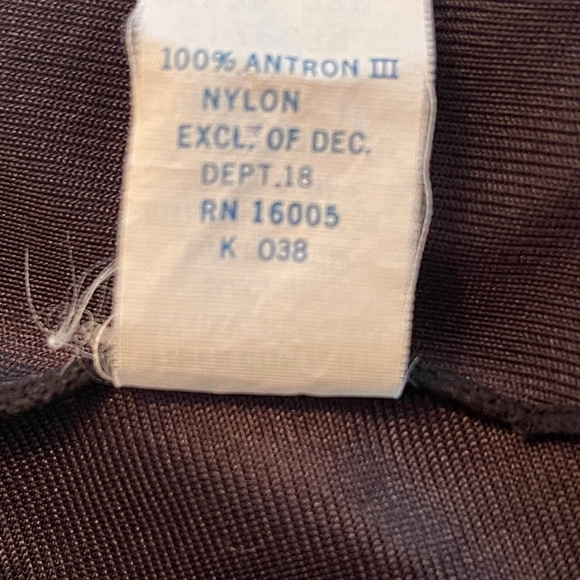 100% ANTRON III
NYLON
EXCL. OF DEC.
DEPT.18
RN 16005
K 038